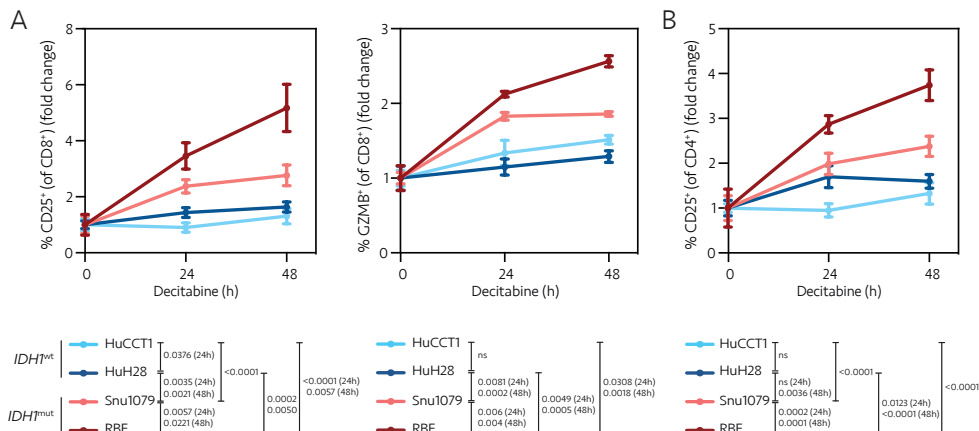 A
B
% CD25⁺ (of CD8⁺) (fold change)
8
6
4
2
0
0
24
48
Decitabine (h)
% GZMB⁺ (of CD8⁺) (fold change)
3
2
1
0
0
24
48
Decitabine (h)
% CD25⁺ (of CD4⁺) (fold change)
5
4
3
2
1
0
0
24
48
Decitabine (h)
IDH1ʷᵗ
IDH1ᵐᵘᵗ
HuCCT1
HuH28
Snu1079
RBE
0.0376 (24h)
0.0035 (24h)
0.0021 (48h)
0.0057 (24h)
0.0221 (48h)
<0.0001
0.0002
0.0050
<0.0001 (24h)
0.0057 (48h)
HuCCT1
HuH28
Snu1079
RBE
ns
0.0081 (24h)
0.0002 (48h)
0.006 (24h)
0.004 (48h)
0.0049 (24h)
0.0005 (48h)
0.0308 (24h)
0.0018 (48h)
HuCCT1
HuH28
Snu1079
RBE
ns
ns (24h)
0.0036 (48h)
0.0002 (24h)
0.0001 (48h)
<0.0001
0.0123 (24h)
<0.0001 (48h)
<0.0001